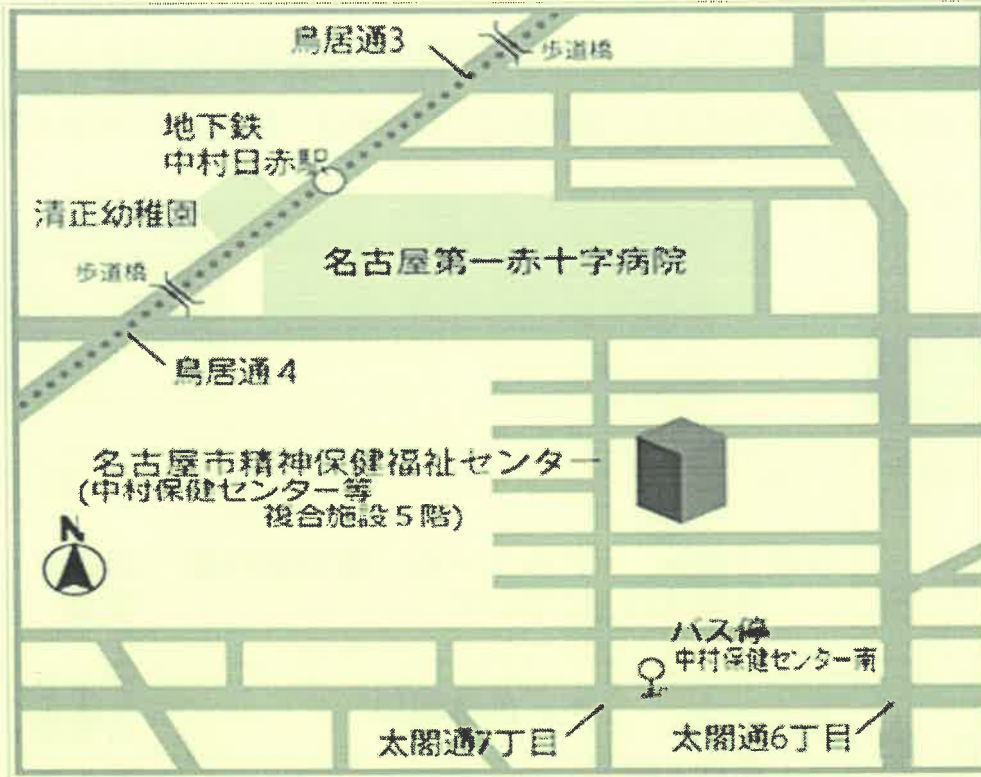 鳥居通3
歩道橋
地下鉄
中村日赤駅
清正幼稚園
名古屋第一赤十字病院
歩道橋
鳥居通4
名古屋市精神保健福祉センター
(中村保健センター等
複合施設5階)
N
バス停
中村保健センター南
太閤通7丁目
太閤通6丁目